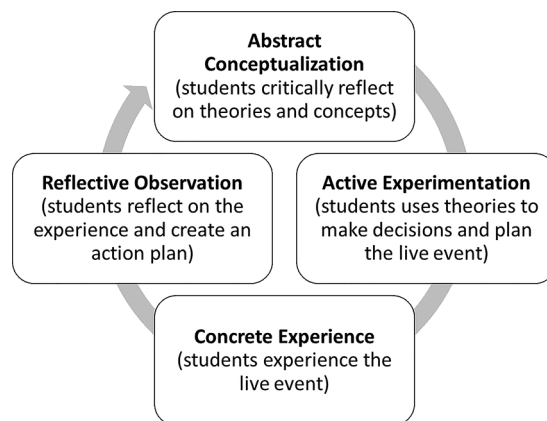 Abstract
Conceptualization
(students critically reflect
on theories and concepts)
Reflective Observation
(students reflect on the
experience and create an
action plan)
Active Experimentation
(students uses theories to
make decisions and plan
the live event)
Concrete Experience
(students experience the
live event)